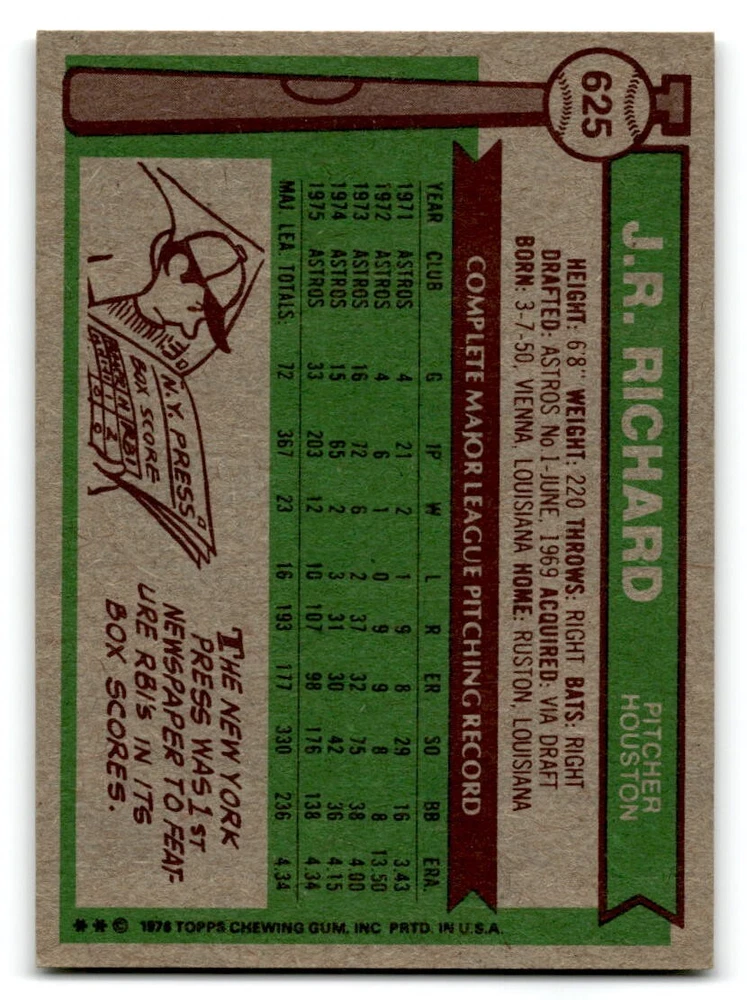 625
J.R. RICHARD
PITCHER
HOUSTON
HEIGHT: 6'8" WEIGHT: 220 THROWS: RIGHT BATS: RIGHT
DRAFTED: ASTROS No 1-JUNE, 1969 ACQUIRED: VIA DRAFT
BORN: 3-7-50, VIENNA, LOUISIANA HOME: RUSTON, LOUISIANA
COMPLETE MAJOR LEAGUE PITCHING RECORD
YEAR CLUB G IP W L R ER SO BB ERA.
1971 ASTROS 4 21 2 1 9 8 29 16 3.43
1972 ASTROS 4 6 1 0 9 9 8 8 13.50
1973 ASTROS 16 72 6 2 37 32 75 38 4.00
1974 ASTROS 15 65 2 3 31 30 42 36 4.15
1975 ASTROS 33 203 12 10 107 98 176 138 4.34
MAJ. LEA. TOTALS: 72 367 23 16 193 177 330 236 4.34
N.Y. PRESS
BOX SCORE
R H RBI
THE NEW YORK
PRESS WAS 1ST
NEWSPAPER TO FEAT-
URE RBI'S IN ITS
BOX SCORES.
** © 1976 TOPPS CHEWING GUM, INC PRTD. IN U.S.A.